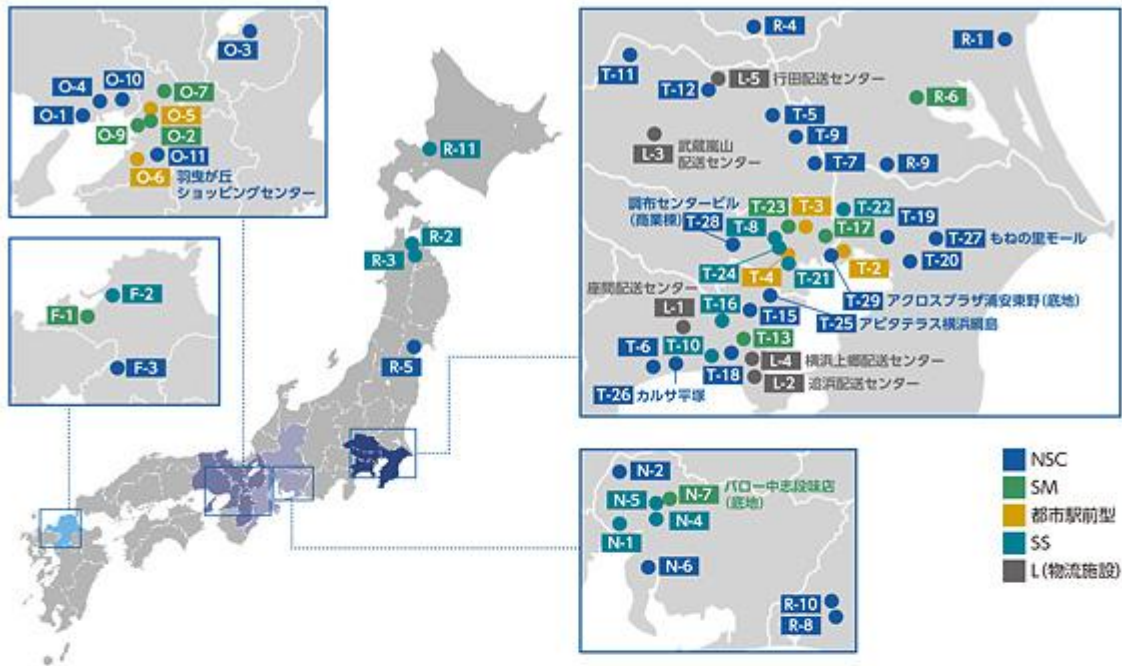 O-3
O-10
O-4
O-7
O-1
O-5
O-9
O-2
O-11
O-6
羽曳が丘
ショッピングセンター
F-2
F-1
F-3
R-11
R-2
R-3
R-5
R-4
R-1
T-11
L-5 行田配送センター
T-12
R-6
T-5
T-9
L-3
武蔵嵐山
配送センター
T-7
R-9
調布センタービル
(商業棟)
T-28
T-23
T-3
T-22
T-8
T-17
T-19
T-27 もねの里モール
T-24
T-4
T-21
T-2
T-20
座間配送センター
L-1
T-16
T-15
T-29 アクロスプラザ浦安東野(底地)
T-25 アピタテラス横浜綱島
T-6
T-10
T-13
T-18
L-4 横浜上郷配送センター
L-2 追浜配送センター
T-26 カルサ平塚
N-2
N-5
N-7
バロー中志段味店
(底地)
N-4
N-1
N-6
R-10
R-8
NSC
SM
都市駅前型
SS
L(物流施設)